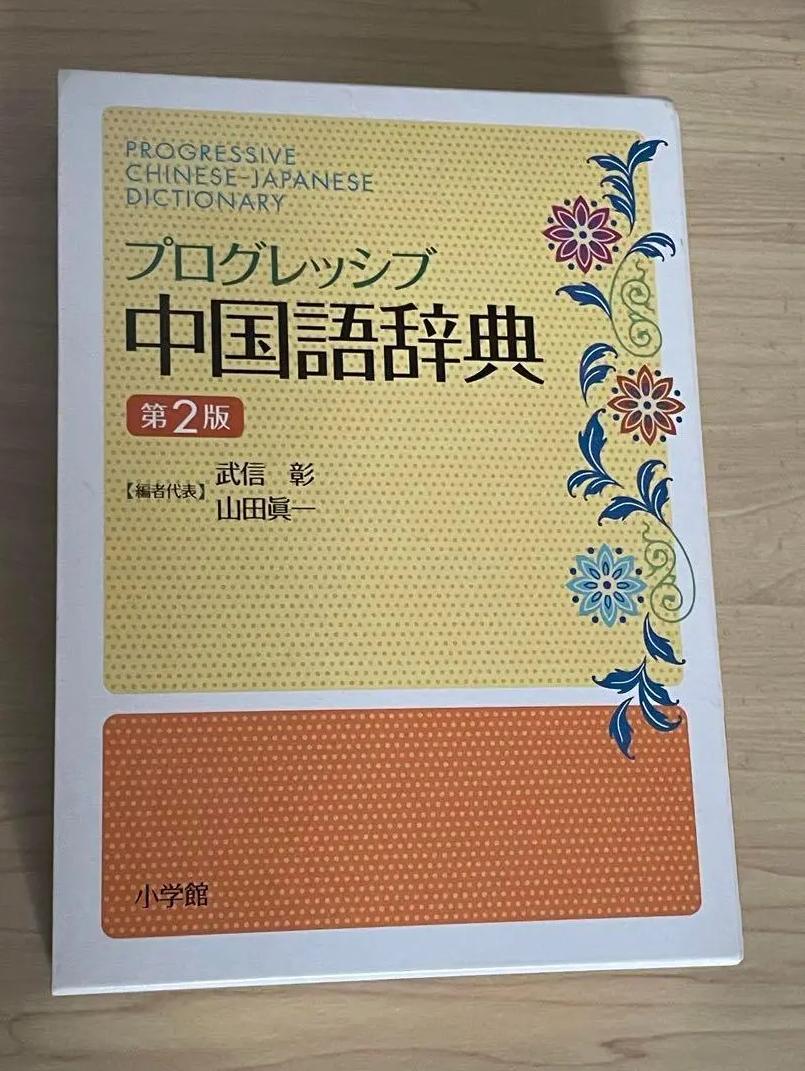 PROGRESSIVE
CHINESE-JAPANESE
DICTIONARY
プログレッシブ
中国語辞典
第2版
【編者代表】
武信 彰
山田眞一
小学館